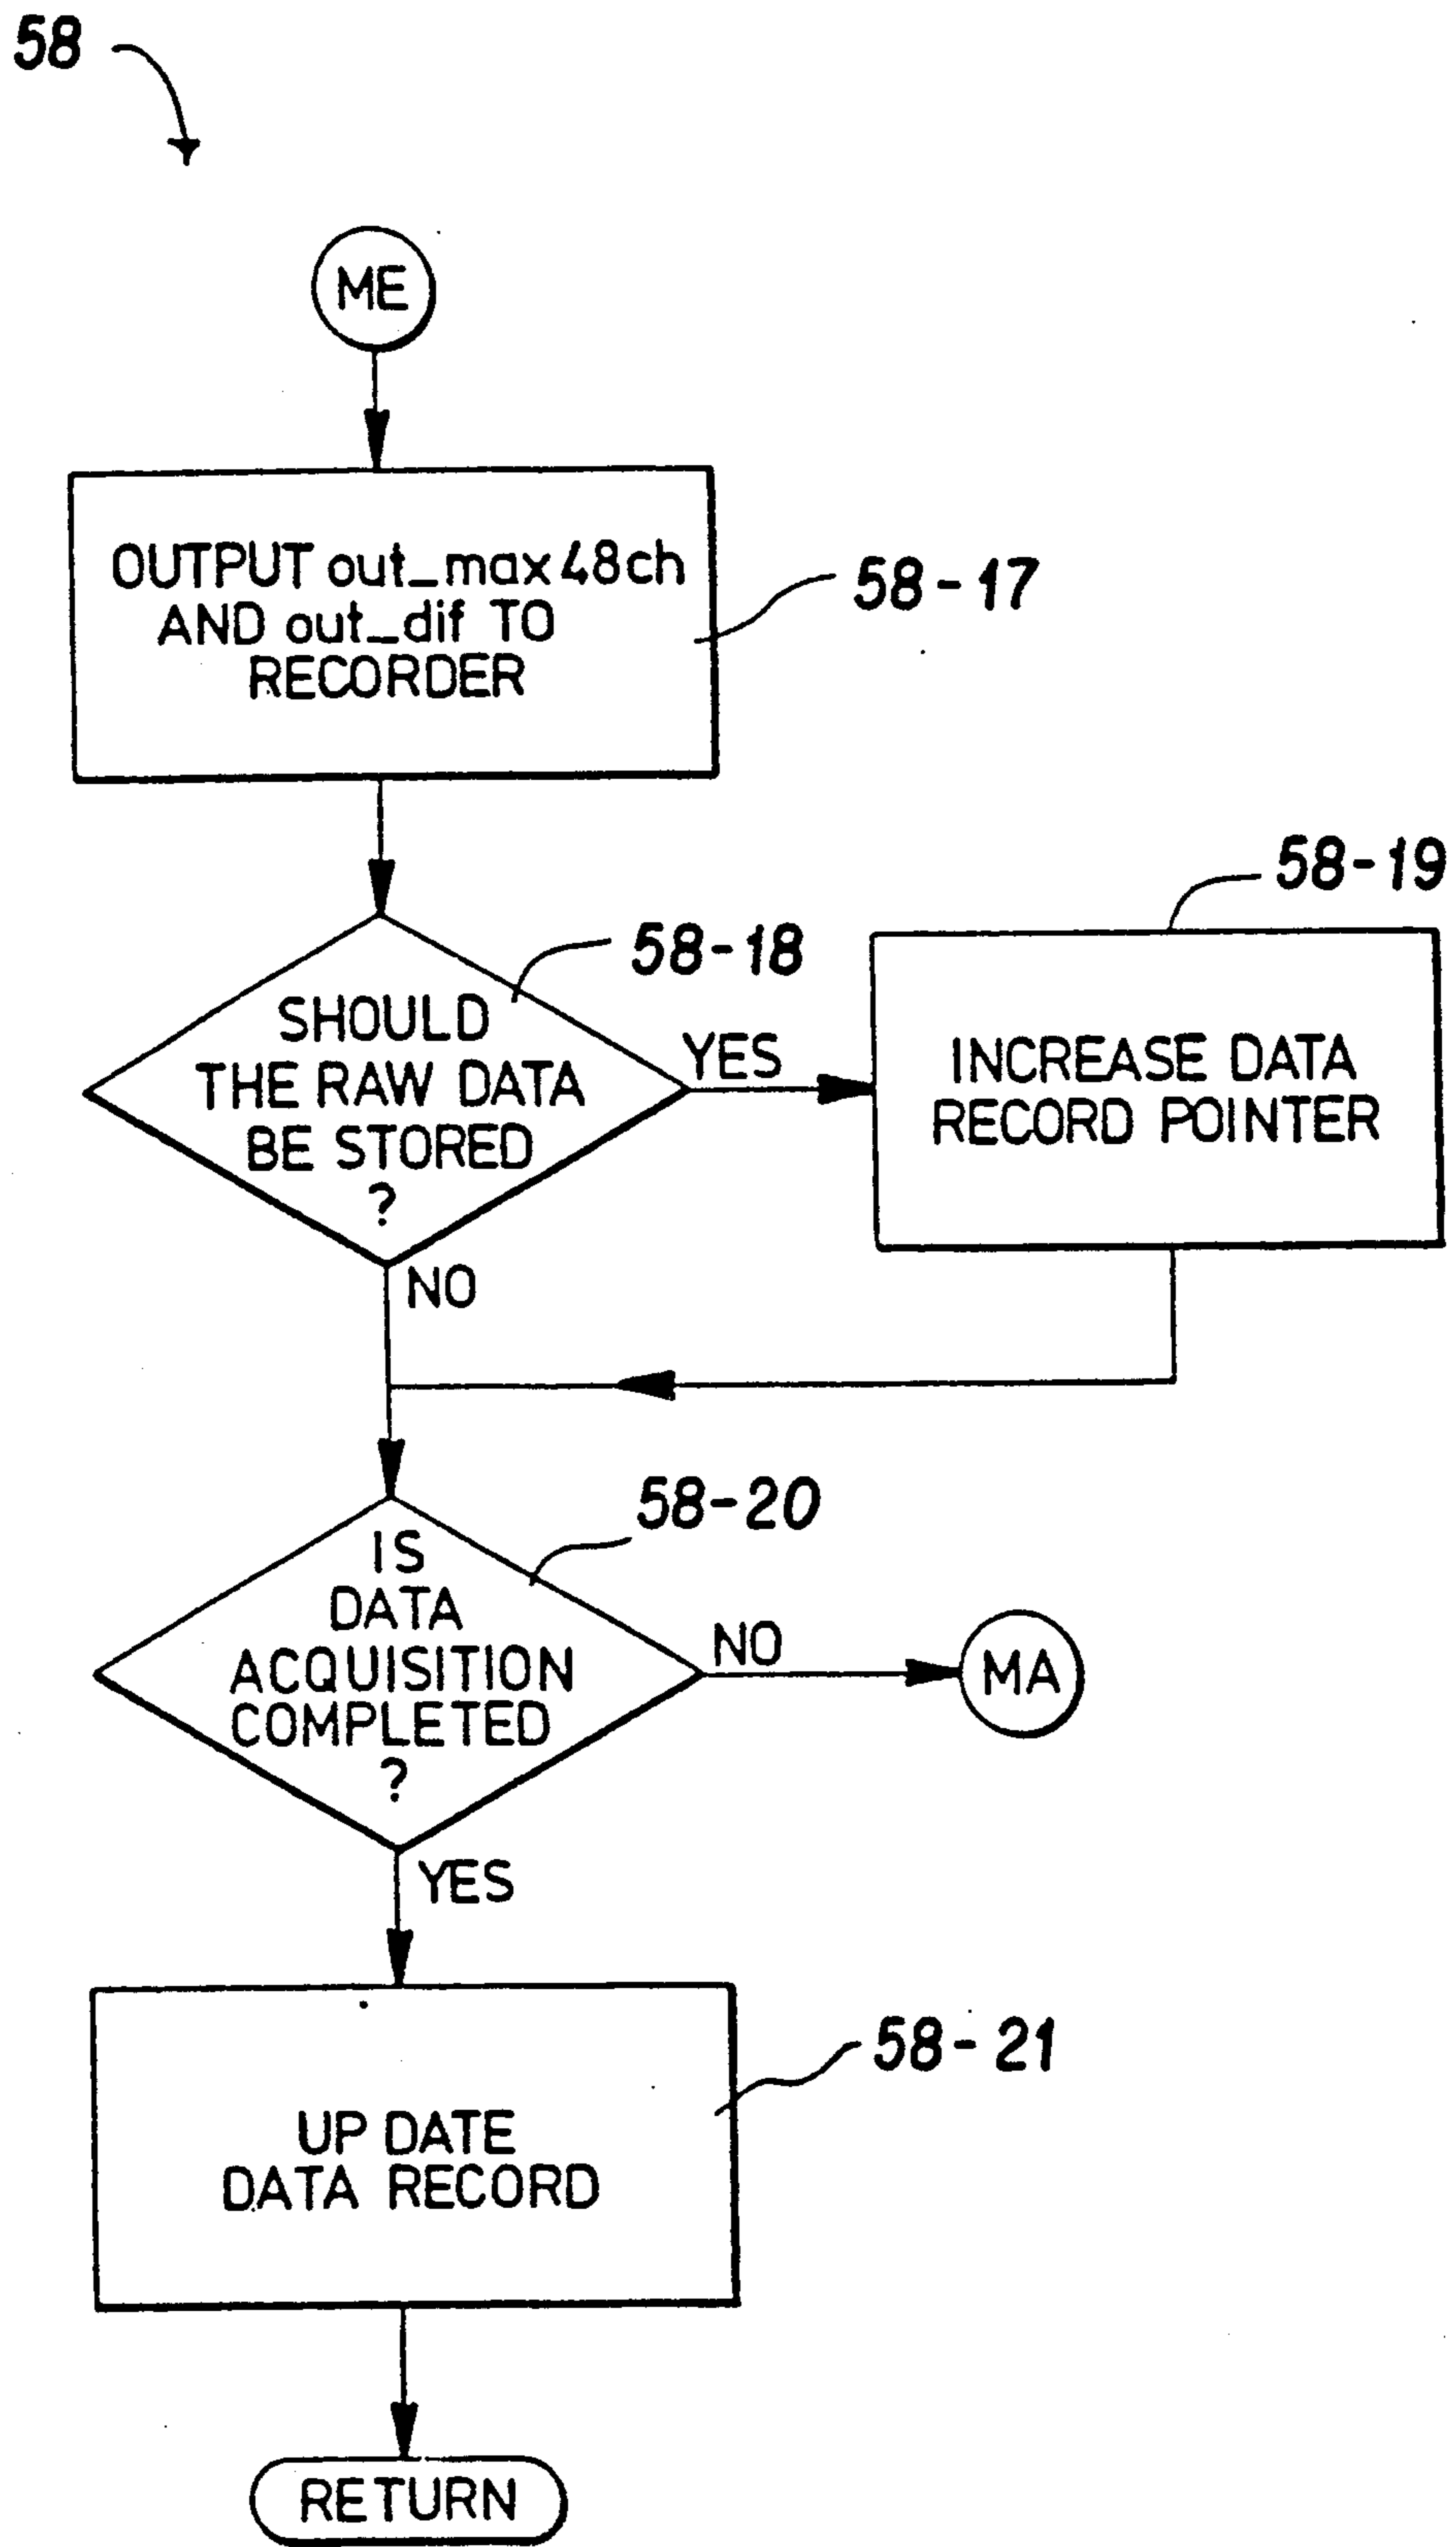 58
ME
OUTPUT out_max48ch
AND out_dif TO
RECORDER
58-17
58-18
SHOULD
THE RAW DATA
BE STORED
?
YES
NO
58-19
INCREASE DATA
RECORD POINTER
58-20
IS
DATA
ACQUISITION
COMPLETED
?
NO
MA
YES
58-21
UP DATE
DATA RECORD
RETURN